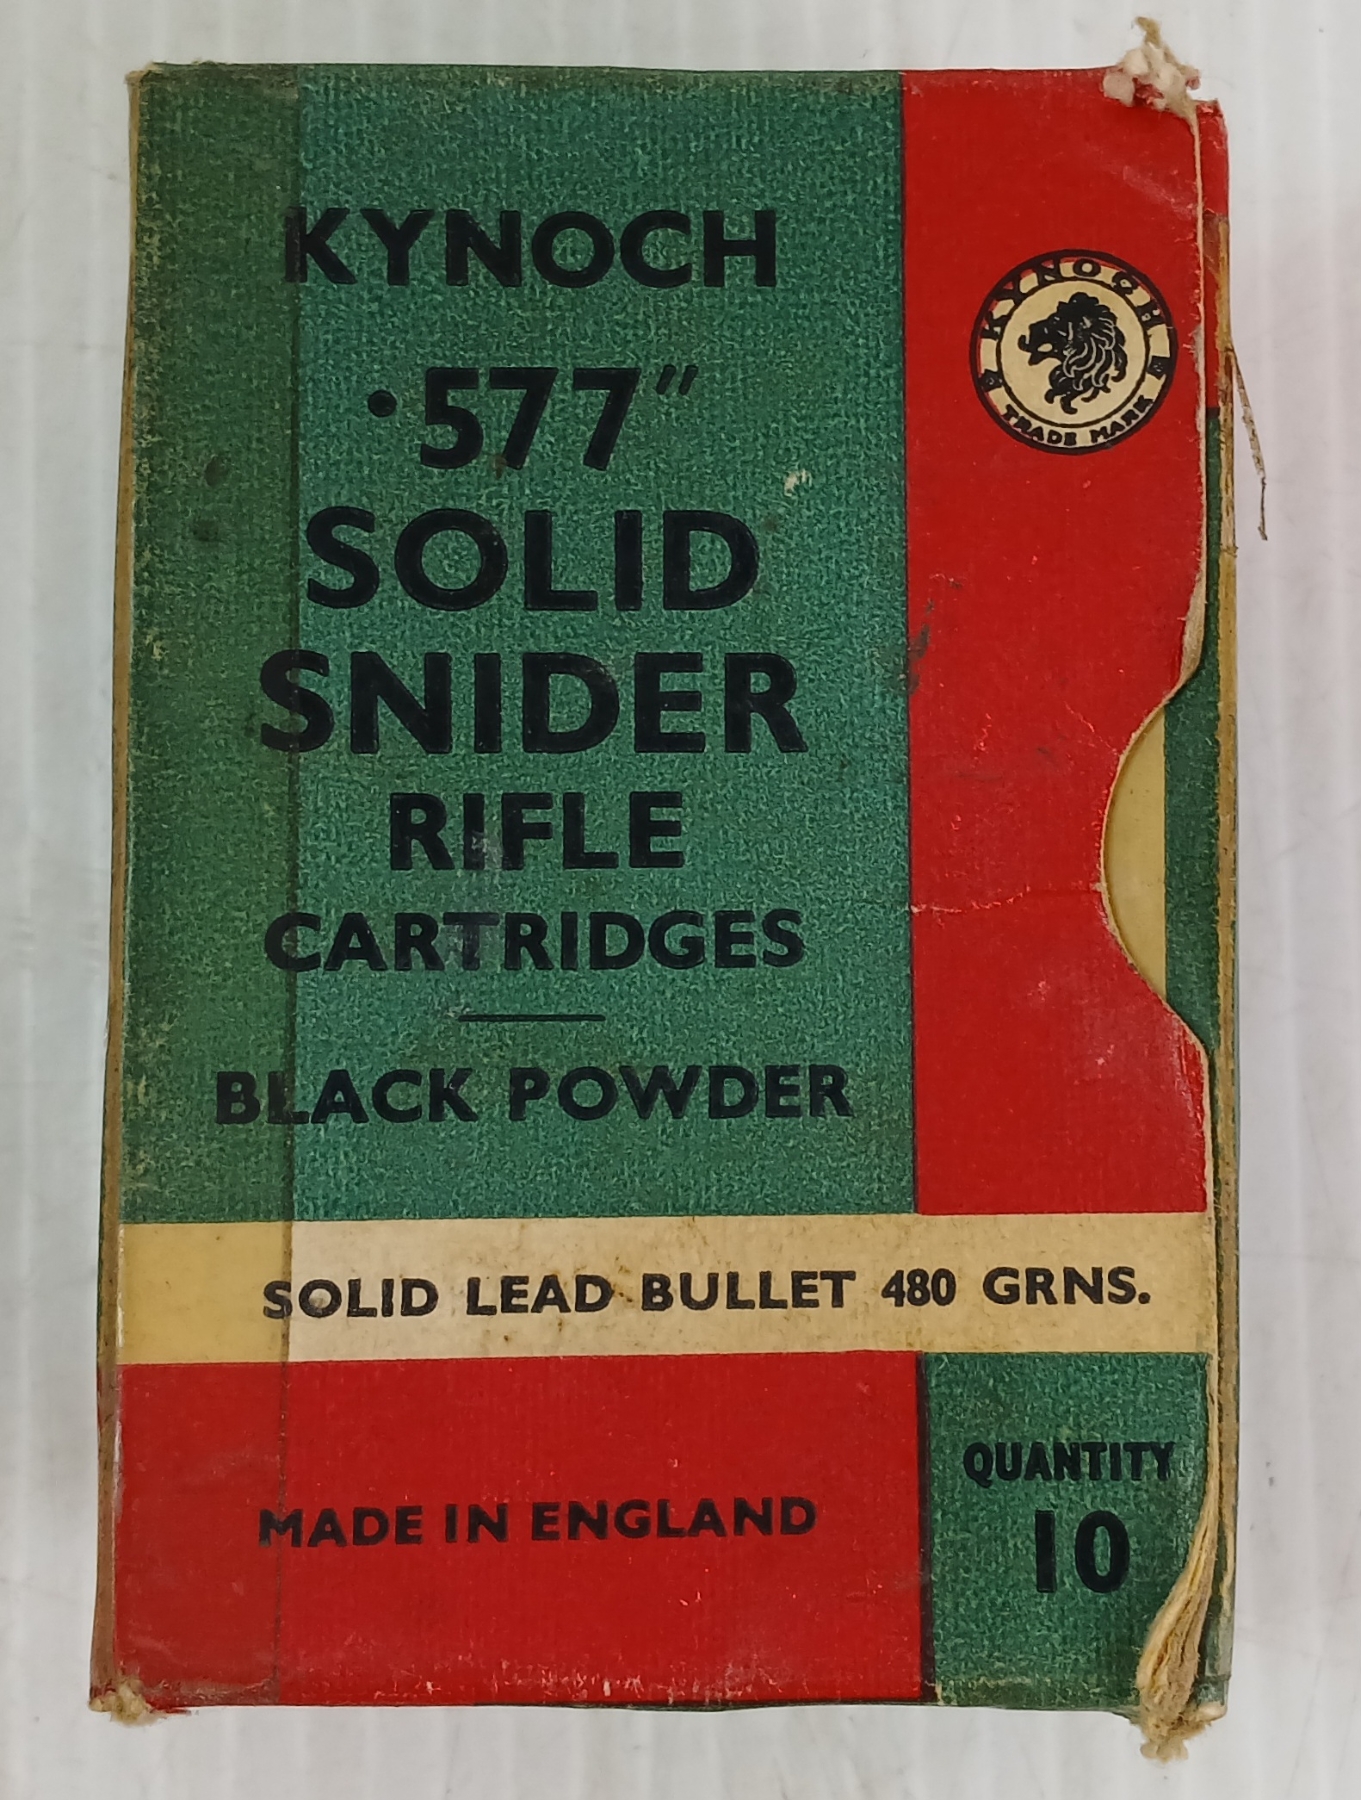 KYNOCH
·577"
SOLID
SNIDER
RIFLE
CARTRIDGES
BLACK POWDER
KYNOCH
TRADE MARK
SOLID LEAD BULLET 480 GRNS.
MADE IN ENGLAND
QUANTITY
10